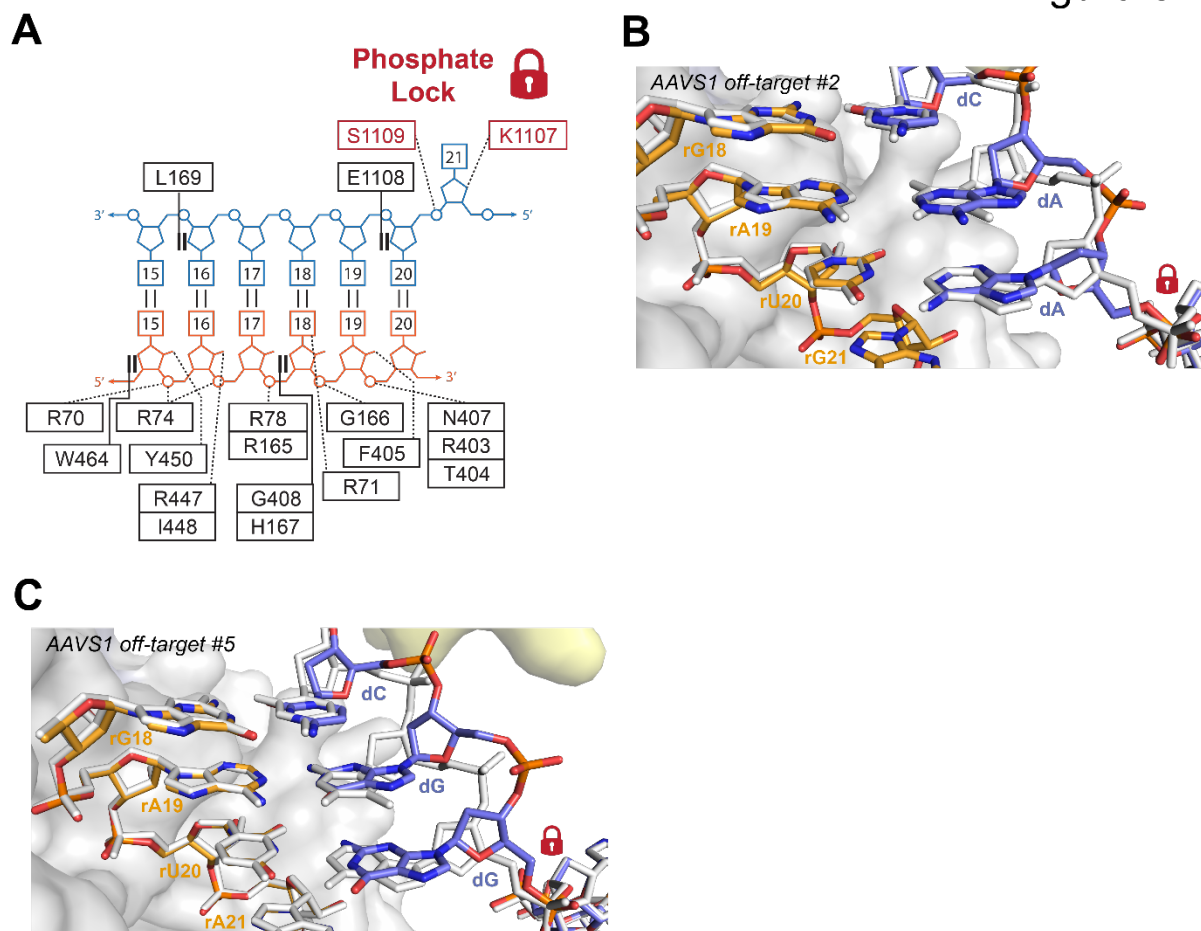 A
Phosphate
Lock
S1109
K1107
21
L169
E1108
3′
5′
15
16
17
18
19
20
15
16
17
18
19
20
5′
3′
R70
R74
R78
G166
N407
R165
R403
W464
Y450
F405
T404
R71
R447
G408
I448
H167
B
AAVS1 off-target #2
dC
rG18
dA
rA19
rU20
dA
rG21
C
AAVS1 off-target #5
dC
rG18
dG
rA19
rU20
dG
rA21